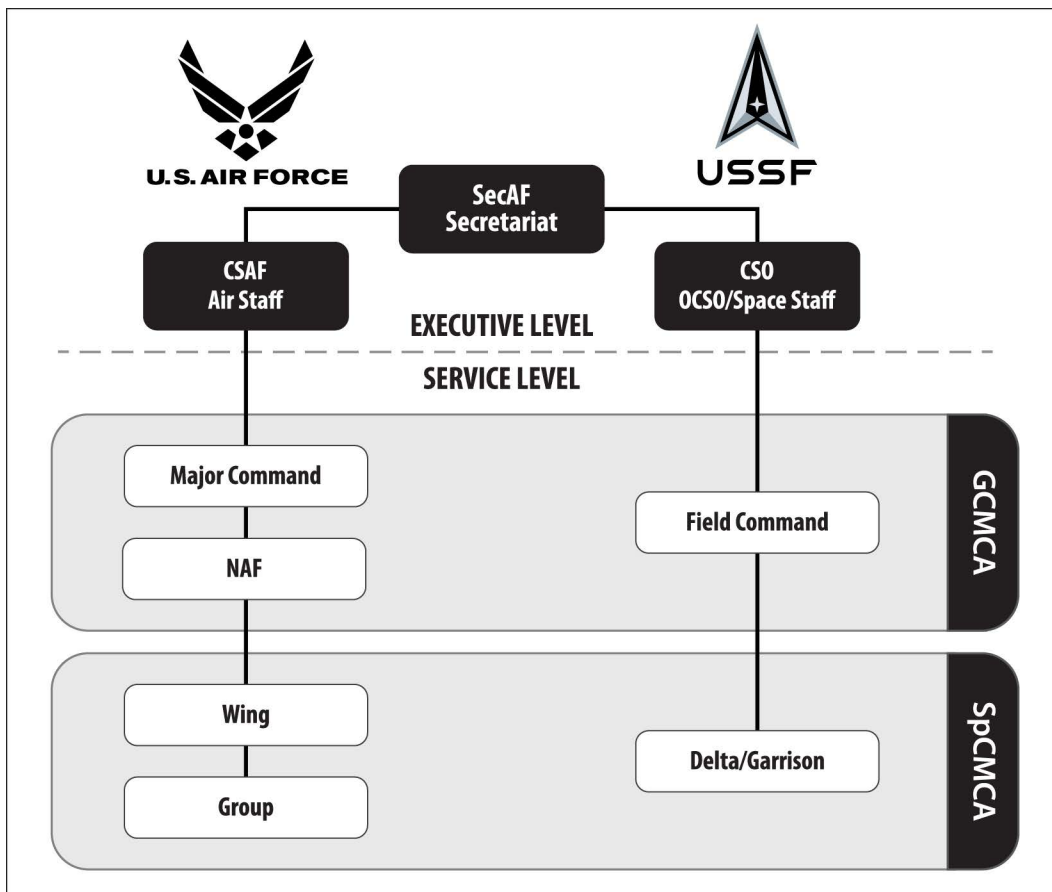 U.S. AIR FORCE
USSF
SecAF
Secretariat
CSAF
Air Staff
CSO
OCSO/Space Staff
EXECUTIVE LEVEL
SERVICE LEVEL
Major Command
NAF
Field Command
GCMCA
Wing
Group
Delta/Garrison
SpCMCA